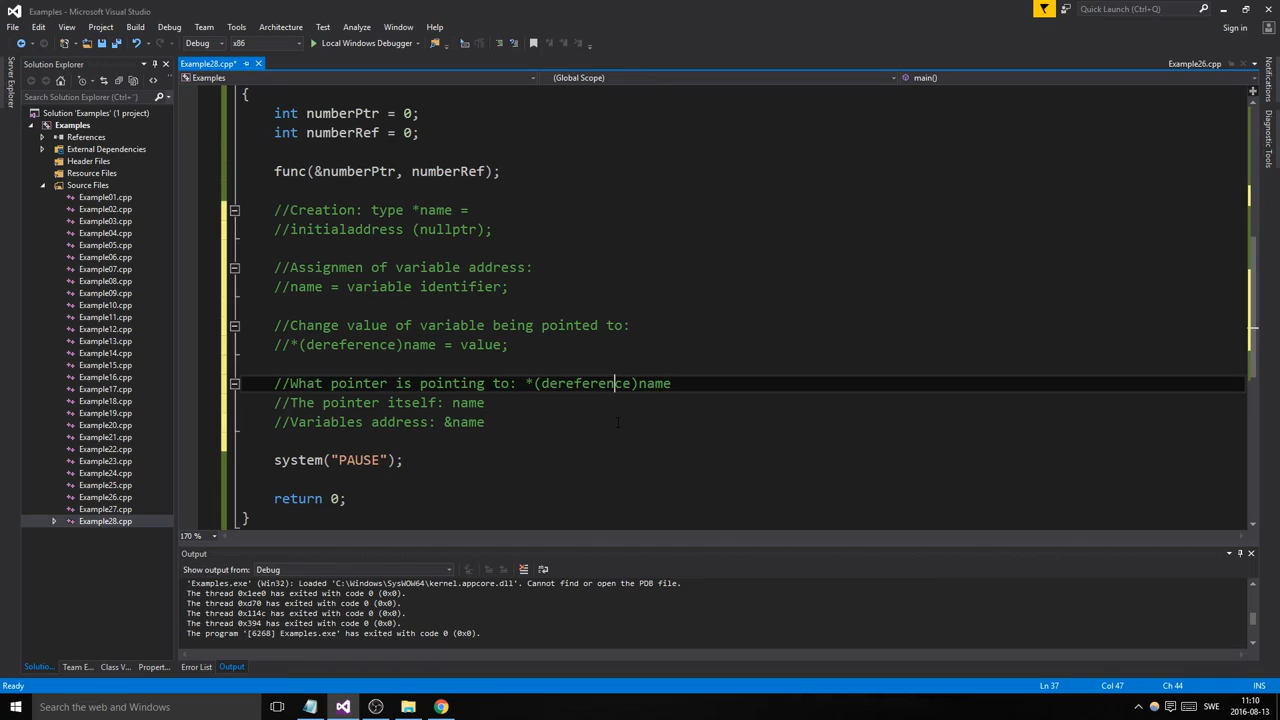 Examples - Microsoft Visual Studio
Quick Launch (Ctrl+Q)
File Edit View Project Build Debug Team Tools Architecture Test Analyze Window Help
Sign in
Debug x86 Local Windows Debugger
Server Explorer
Solution Explorer
Example28.cpp*
Example26.cpp
Notifications
Examples
(Global Scope)
main()
Search Solution Explorer (Ctrl+
Diagnostic Tools
Solution 'Examples' (1 project)
Examples
References
External Dependencies
Header Files
Resource Files
Source Files
Example01.cpp
Example02.cpp
Example03.cpp
Example04.cpp
Example05.cpp
Example06.cpp
Example07.cpp
Example08.cpp
Example09.cpp
Example10.cpp
Example11.cpp
Example12.cpp
Example13.cpp
Example14.cpp
Example15.cpp
Example16.cpp
Example17.cpp
Example18.cpp
Example19.cpp
Example20.cpp
Example21.cpp
Example22.cpp
Example23.cpp
Example24.cpp
Example25.cpp
Example26.cpp
Example27.cpp
Example28.cpp
{
int numberPtr = 0;
int numberRef = 0;
func(&numberPtr, numberRef);
//Creation: type *name =
//initialaddress (nullptr);
//Assignmen of variable address:
//name = variable identifier;
//Change value of variable being pointed to:
//*(dereference)name = value;
//What pointer is pointing to: *(dereference)name
//The pointer itself: name
//Variables address: &name
system("PAUSE");
return 0;
}
170 %
Output
Show output from: Debug
'Examples.exe' (Win32): Loaded 'C:\Windows\SysWOW64\kernel.appcore.dll'. Cannot find or open the PDB file.
The thread 0x1ee0 has exited with code 0 (0x0).
The thread 0xd70 has exited with code 0 (0x0).
The thread 0x114c has exited with code 0 (0x0).
The thread 0x394 has exited with code 0 (0x0).
The program '[6268] Examples.exe' has exited with code 0 (0x0).
Solutio... Team E... Class V... Propert...
Error List Output
Ready
Ln 37 Col 47 Ch 44 INS
Search the web and Windows
SWE
11:10
2016-08-13